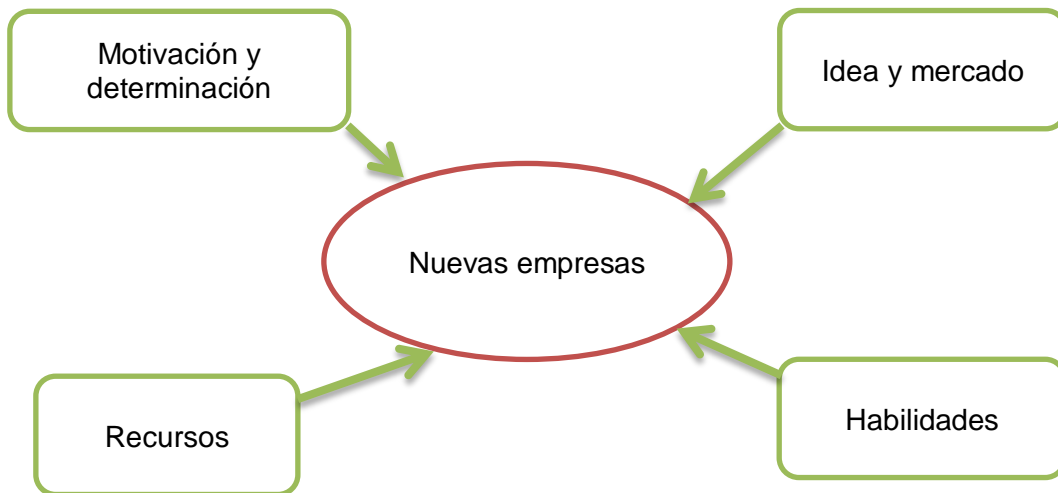 Motivación y
determinación
Idea y mercado
Nuevas empresas
Recursos
Habilidades